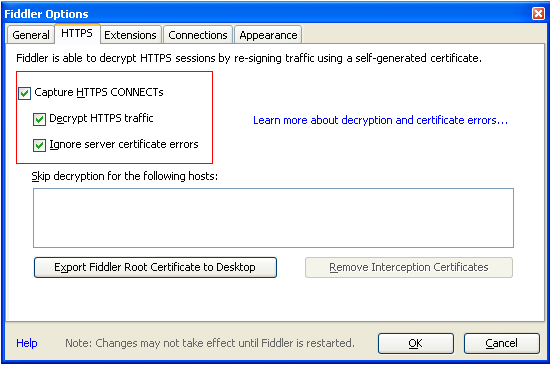 Fiddler Options
General HTTPS Extensions Connections Appearance
Fiddler is able to decrypt HTTPS sessions by re-signing traffic using a self-generated certificate.
Capture HTTPS CONNECTs
Decrypt HTTPS traffic
Learn more about decryption and certificate errors...
Ignore server certificate errors
Skip decryption for the following hosts:
Export Fiddler Root Certificate to Desktop Remove Interception Certificates
Help Note: Changes may not take effect until Fiddler is restarted. OK Cancel